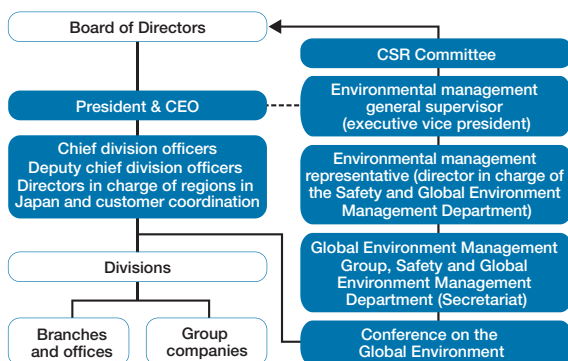 Board of Directors
President & CEO
Chief division officers
Deputy chief division officers
Directors in charge of regions in
Japan and customer coordination
Divisions
Branches
and offices
Group
companies
CSR Committee
Environmental management
general supervisor
(executive vice president)
Environmental management
representative (director in charge of
the Safety and Global Environment
Management Department)
Global Environment Management
Group, Safety and Global
Environment Management
Department (Secretariat)
Conference on the
Global Environment